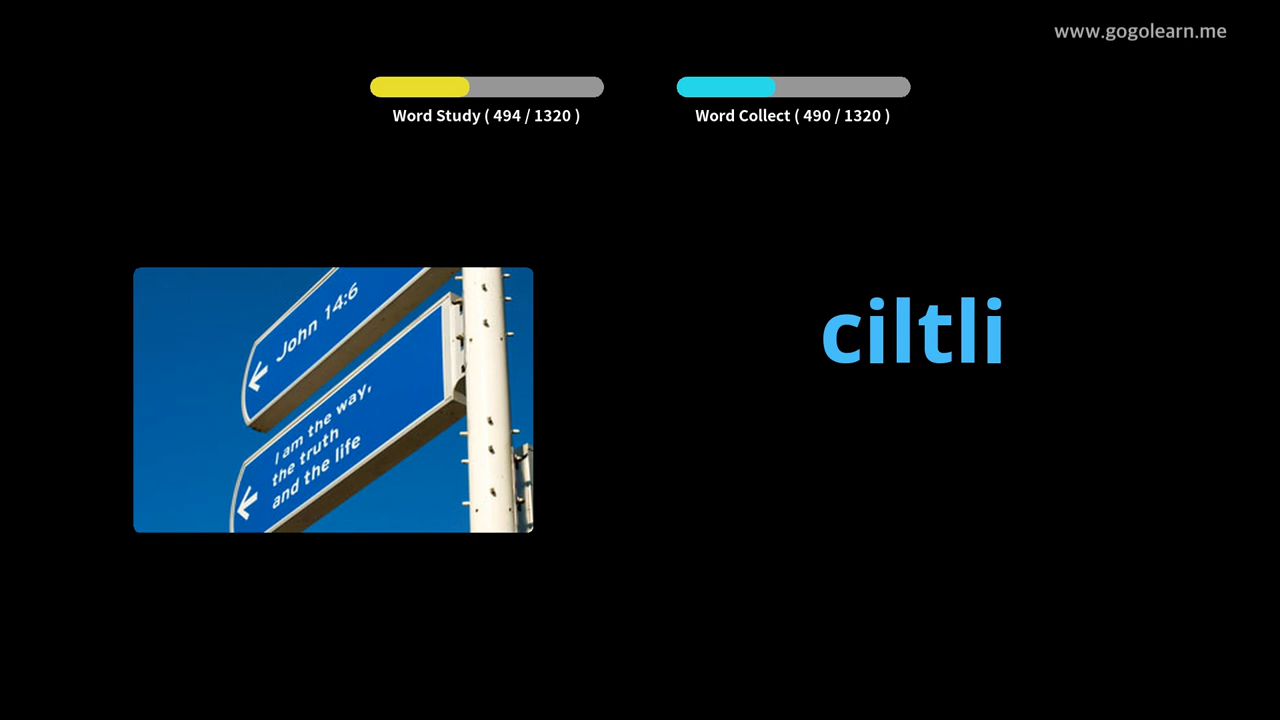 www.gogolearn.me
Word Study ( 494 / 1320 )
Word Collect ( 490 / 1320 )
John 14:6
I am the way,
the truth
and the life
ciltli